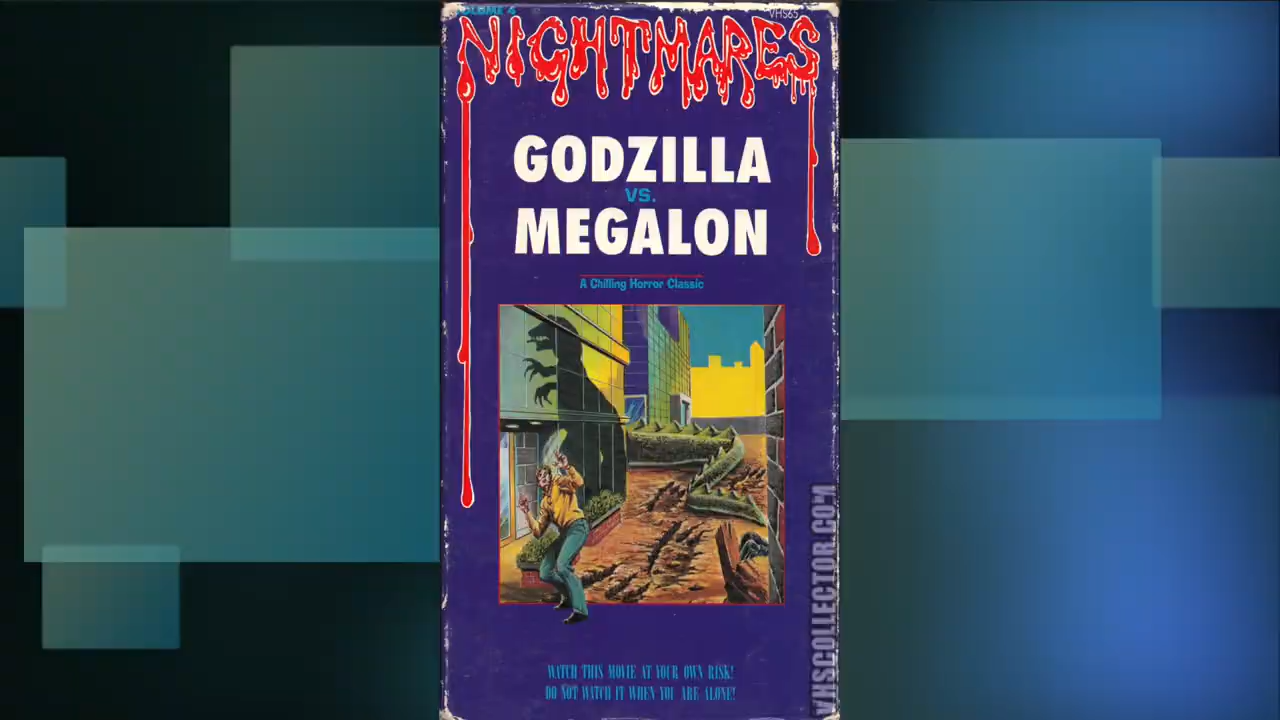 VOLUME 4
VHS65
NIGHTMARES
GODZILLA
VS.
MEGALON
A Chilling Horror Classic
WATCH THIS MOVIE AT YOUR OWN RISK!
DO NOT WATCH IT WHEN YOU ARE ALONE!
VHSCOLLECTOR.COM